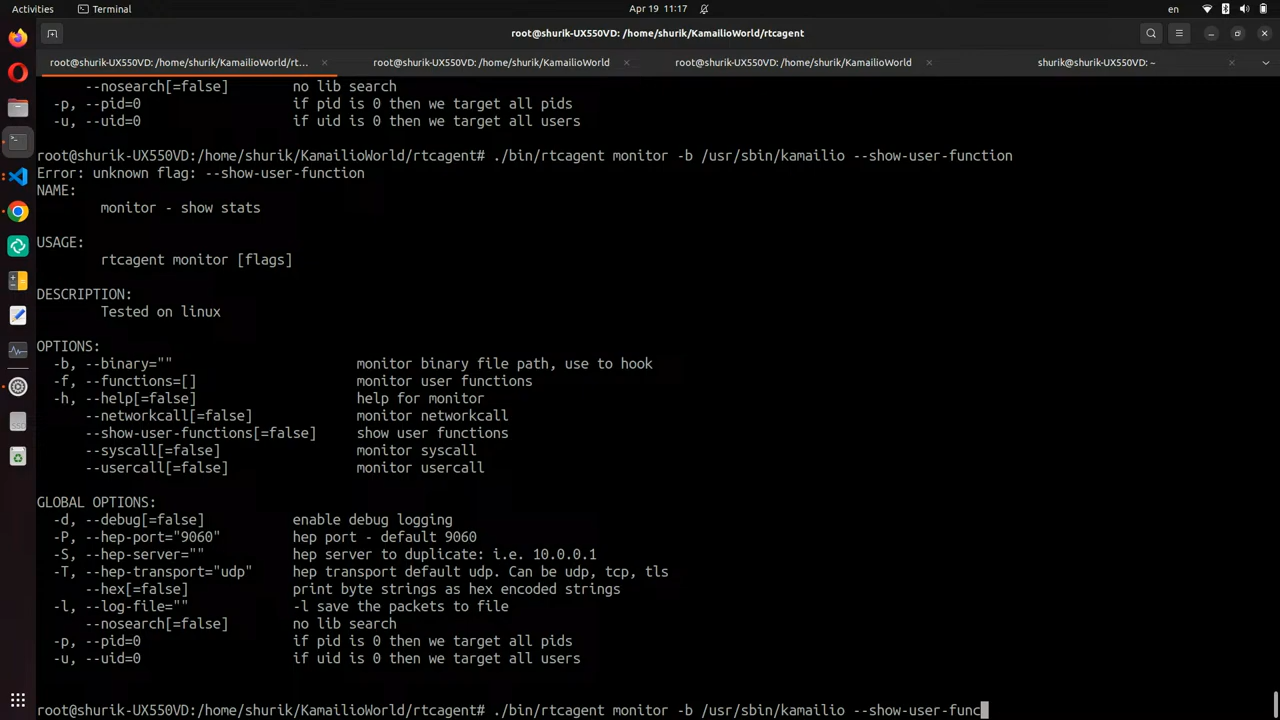 Activities Terminal Apr 19 11:17 en
root@shurik-UX550VD: /home/shurik/KamailioWorld/rtcagent
root@shurik-UX550VD: /home/shurik/KamailioWorld/rt... root@shurik-UX550VD: /home/shurik/KamailioWorld root@shurik-UX550VD: /home/shurik/KamailioWorld shurik@shurik-UX550VD: ~
--nosearch[=false] no lib search
-p, --pid=0 if pid is 0 then we target all pids
-u, --uid=0 if uid is 0 then we target all users
root@shurik-UX550VD:/home/shurik/KamailioWorld/rtcagent# ./bin/rtcagent monitor -b /usr/sbin/kamailio --show-user-function
Error: unknown flag: --show-user-function
NAME:
monitor - show stats
USAGE:
rtcagent monitor [flags]
DESCRIPTION:
Tested on linux
OPTIONS:
-b, --binary="" monitor binary file path, use to hook
-f, --functions=[] monitor user functions
-h, --help[=false] help for monitor
--networkcall[=false] monitor networkcall
--show-user-functions[=false] show user functions
--syscall[=false] monitor syscall
--usercall[=false] monitor usercall
GLOBAL OPTIONS:
-d, --debug[=false] enable debug logging
-P, --hep-port="9060" hep port - default 9060
-S, --hep-server="" hep server to duplicate: i.e. 10.0.0.1
-T, --hep-transport="udp" hep transport default udp. Can be udp, tcp, tls
--hex[=false] print byte strings as hex encoded strings
-l, --log-file="" -l save the packets to file
--nosearch[=false] no lib search
-p, --pid=0 if pid is 0 then we target all pids
-u, --uid=0 if uid is 0 then we target all users
root@shurik-UX550VD:/home/shurik/KamailioWorld/rtcagent# ./bin/rtcagent monitor -b /usr/sbin/kamailio --show-user-func